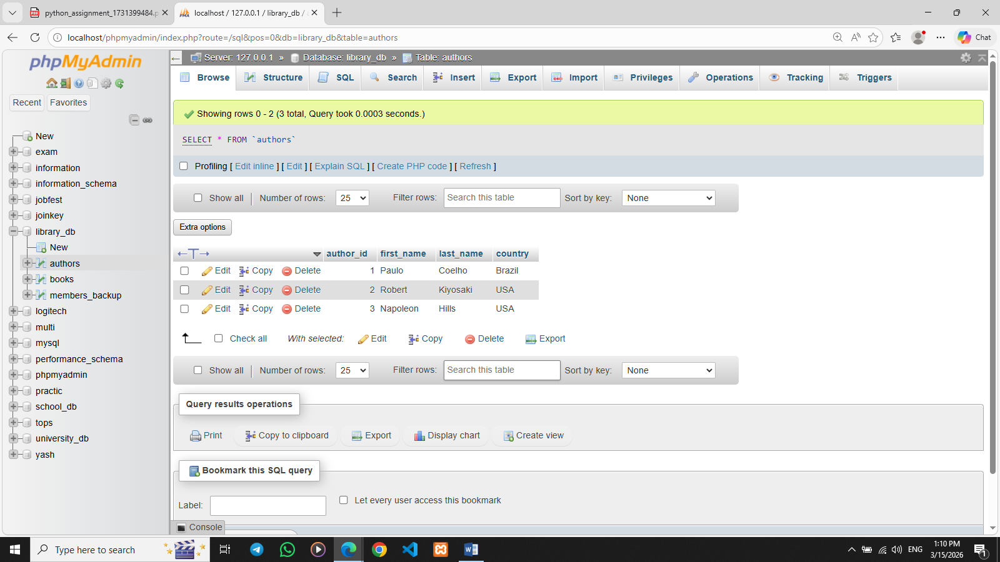 python_assignment_1731399484.p
localhost / 127.0.0.1 / library_db /
localhost/phpmyadmin/index.php?route=/sql&pos=0&db=library_db&table=authors
Chat
phpMyAdmin
Recent Favorites
New
exam
information
information_schema
jobfest
joinkey
library_db
New
authors
books
members_backup
logitech
multi
mysql
performance_schema
phpmyadmin
practic
school_db
tops
university_db
yash
Server: 127.0.0.1 » Database: library_db » Table: authors
Browse Structure SQL Search Insert Export Import Privileges Operations Tracking Triggers
Showing rows 0 - 2 (3 total, Query took 0.0003 seconds.)
SELECT * FROM `authors`
Profiling [ Edit inline ] [ Edit ] [ Explain SQL ] [ Create PHP code ] [ Refresh ]
Show all | Number of rows: 25 Filter rows: Search this table Sort by key: None
Extra options
←T→ author_id first_name last_name country
Edit Copy Delete 1 Paulo Coelho Brazil
Edit Copy Delete 2 Robert Kiyosaki USA
Edit Copy Delete 3 Napoleon Hills USA
Check all With selected: Edit Copy Delete Export
Show all | Number of rows: 25 Filter rows: Search this table Sort by key: None
Query results operations
Print Copy to clipboard Export Display chart Create view
Bookmark this SQL query
Label: Let every user access this bookmark
Console
Type here to search
ENG
1:10 PM
3/15/2026
1